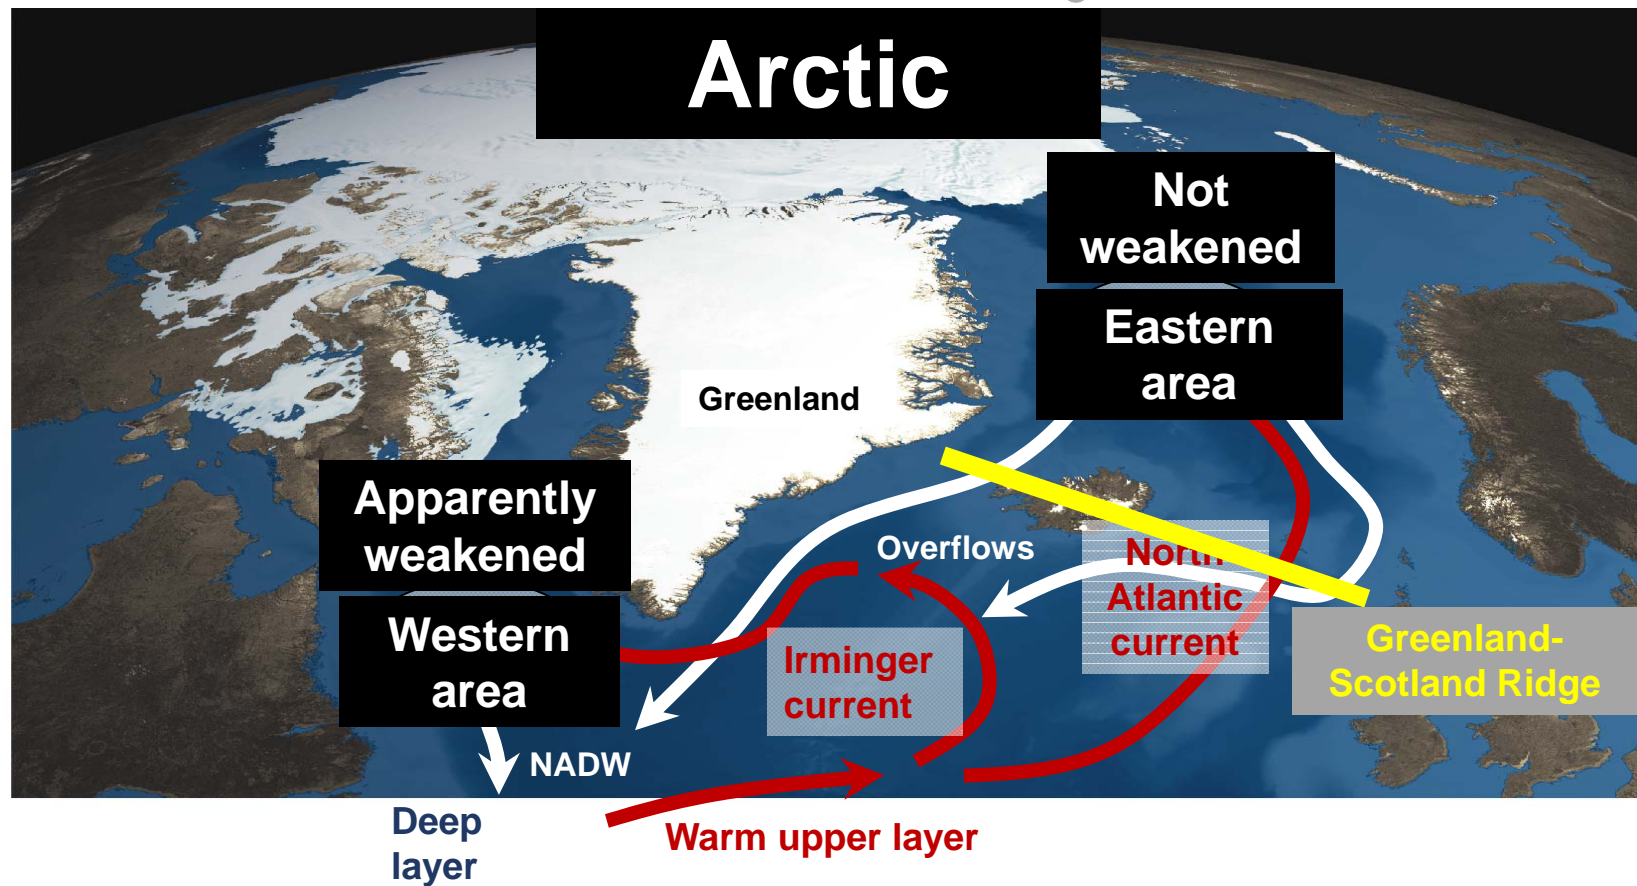 Arctic
Not
weakened
Eastern
area
Greenland
Apparently
weakened
Western
area
Overflows
North
Atlantic
current
Irminger
current
Greenland-
Scotland Ridge
NADW
Deep
layer
Warm upper layer